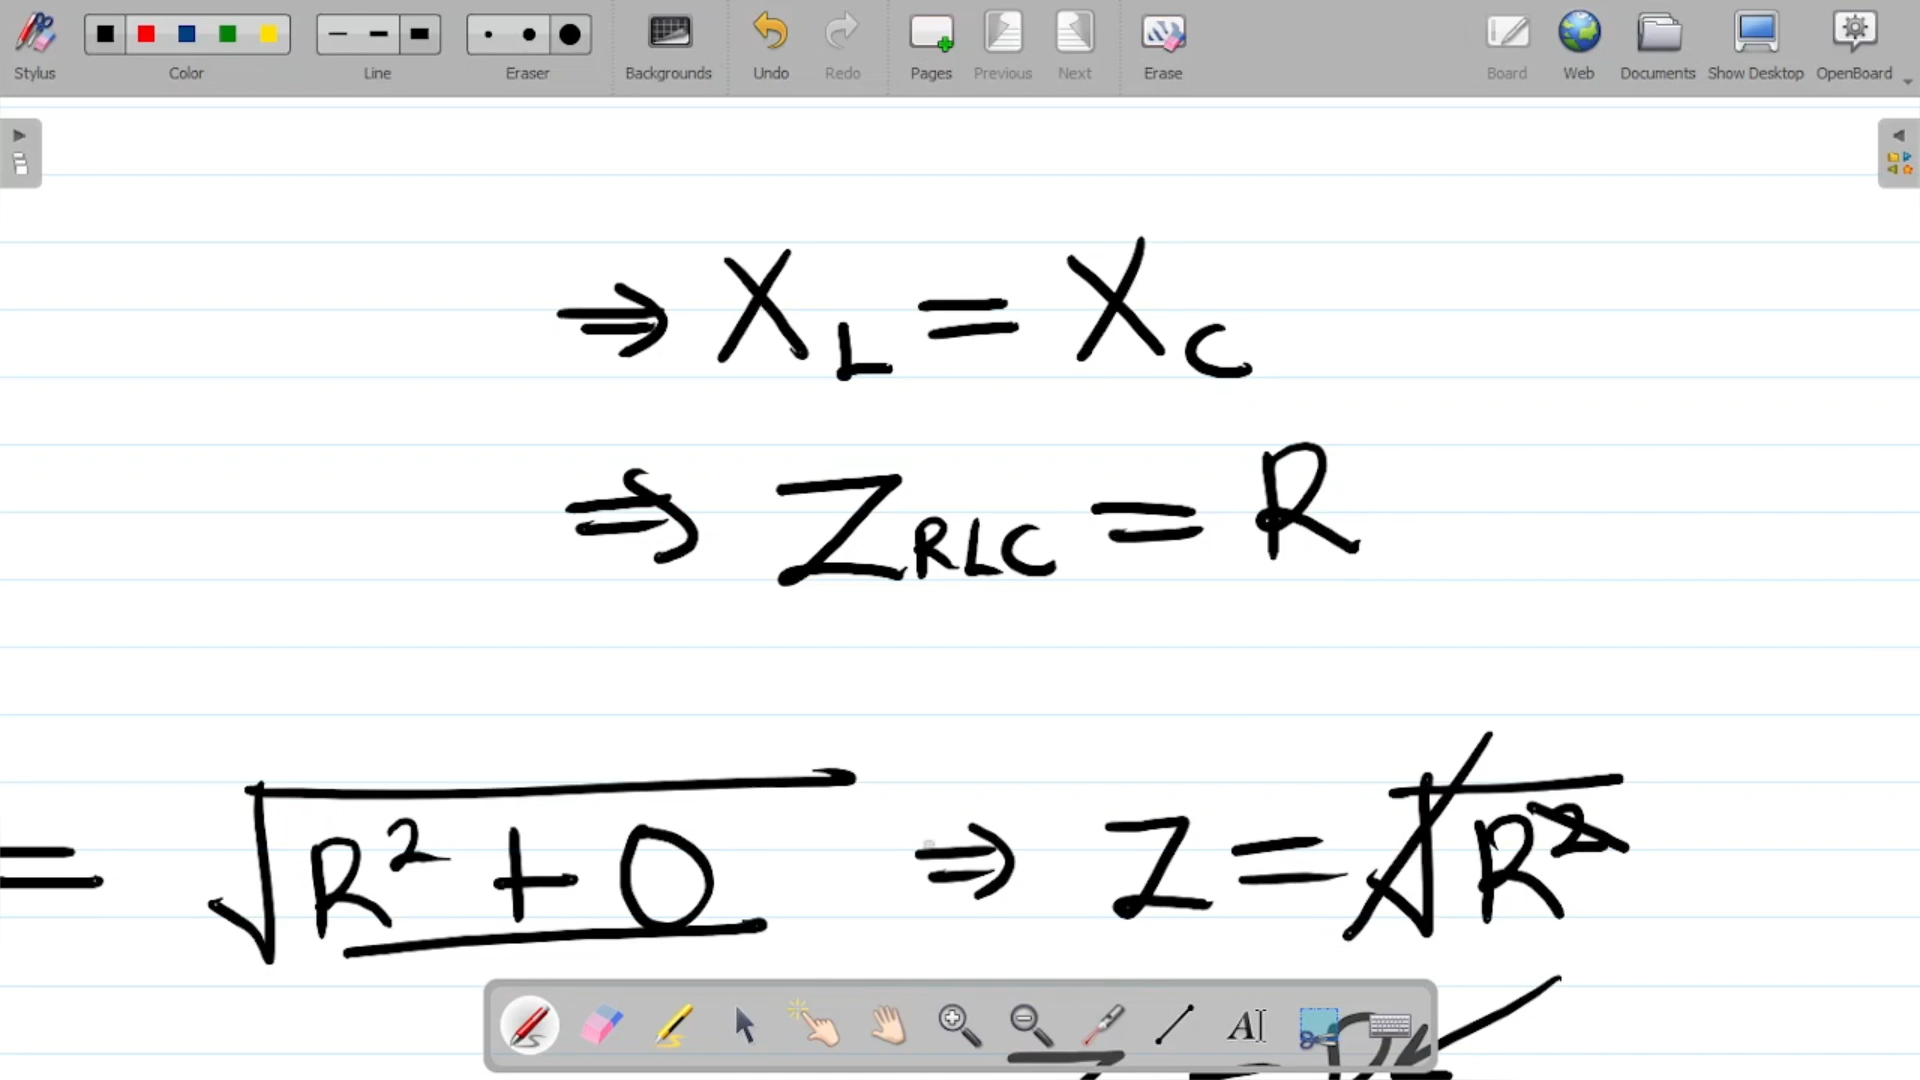 Stylus Color Line Eraser Backgrounds Undo Redo Pages Previous Next Erase Board Web Documents Show Desktop OpenBoard
⇒ X_L = X_C
⇒ Z_RLC = R
= √(R² + 0) ⇒ Z = √R²